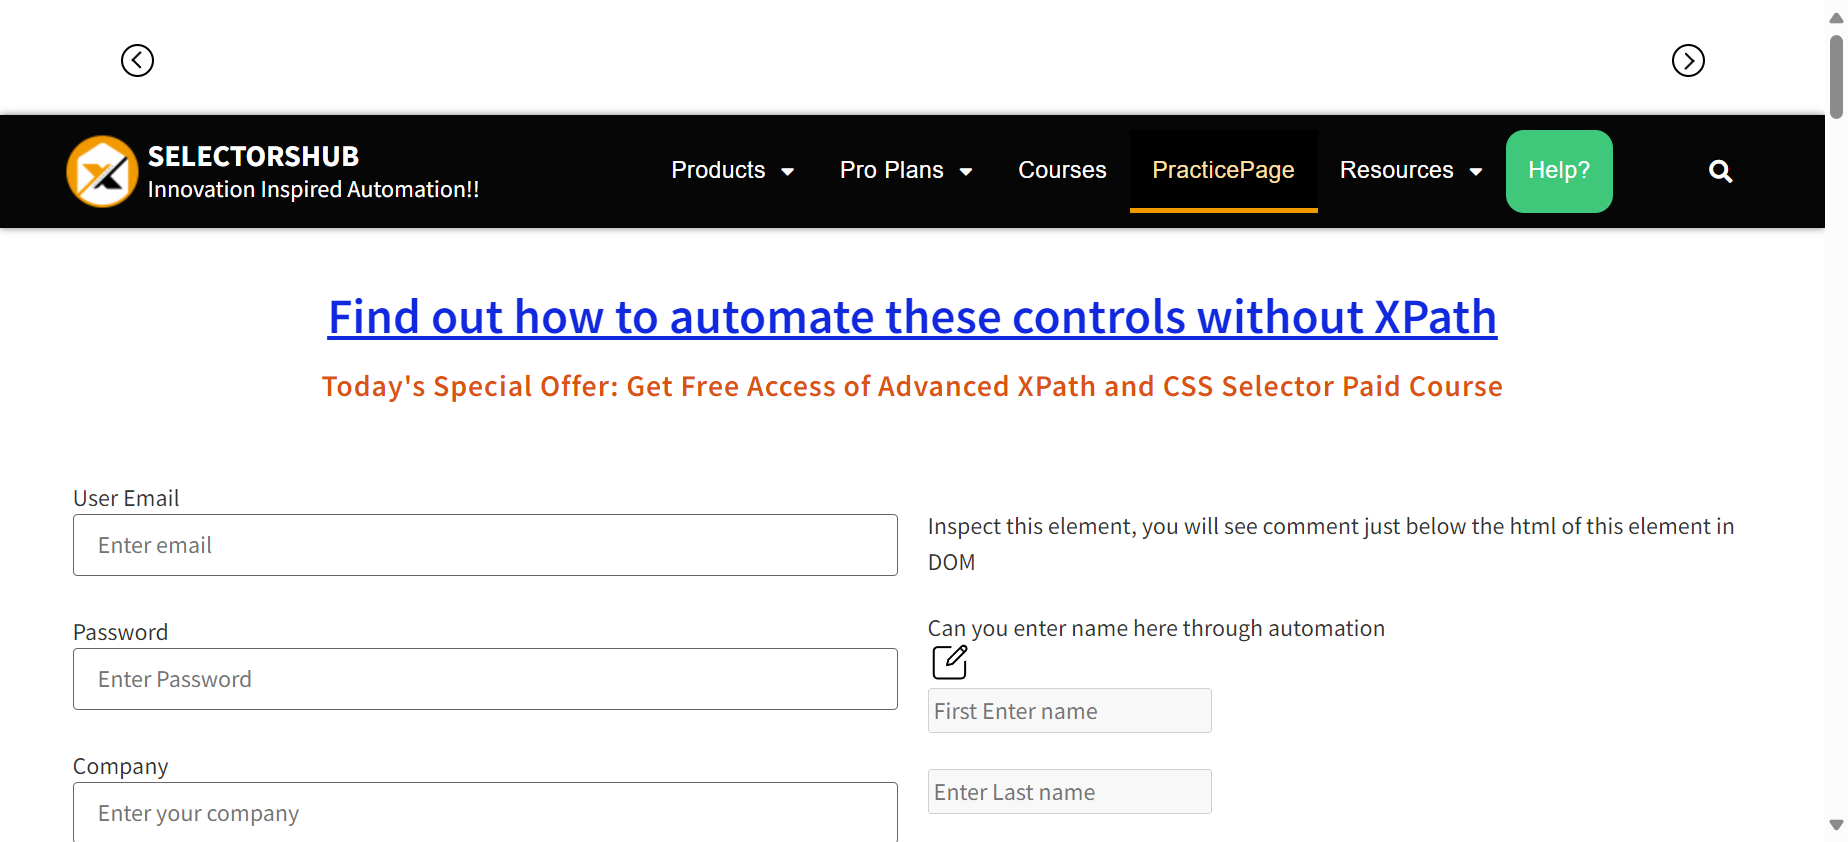 SELECTORSHUB
Innovation Inspired Automation!!
Products
Pro Plans
Courses
PracticePage
Resources
Help?
Find out how to automate these controls without XPath
Today's Special Offer: Get Free Access of Advanced XPath and CSS Selector Paid Course
User Email
Enter email
Password
Enter Password
Company
Enter your company
Inspect this element, you will see comment just below the html of this element in
DOM
Can you enter name here through automation
First Enter name
Enter Last name